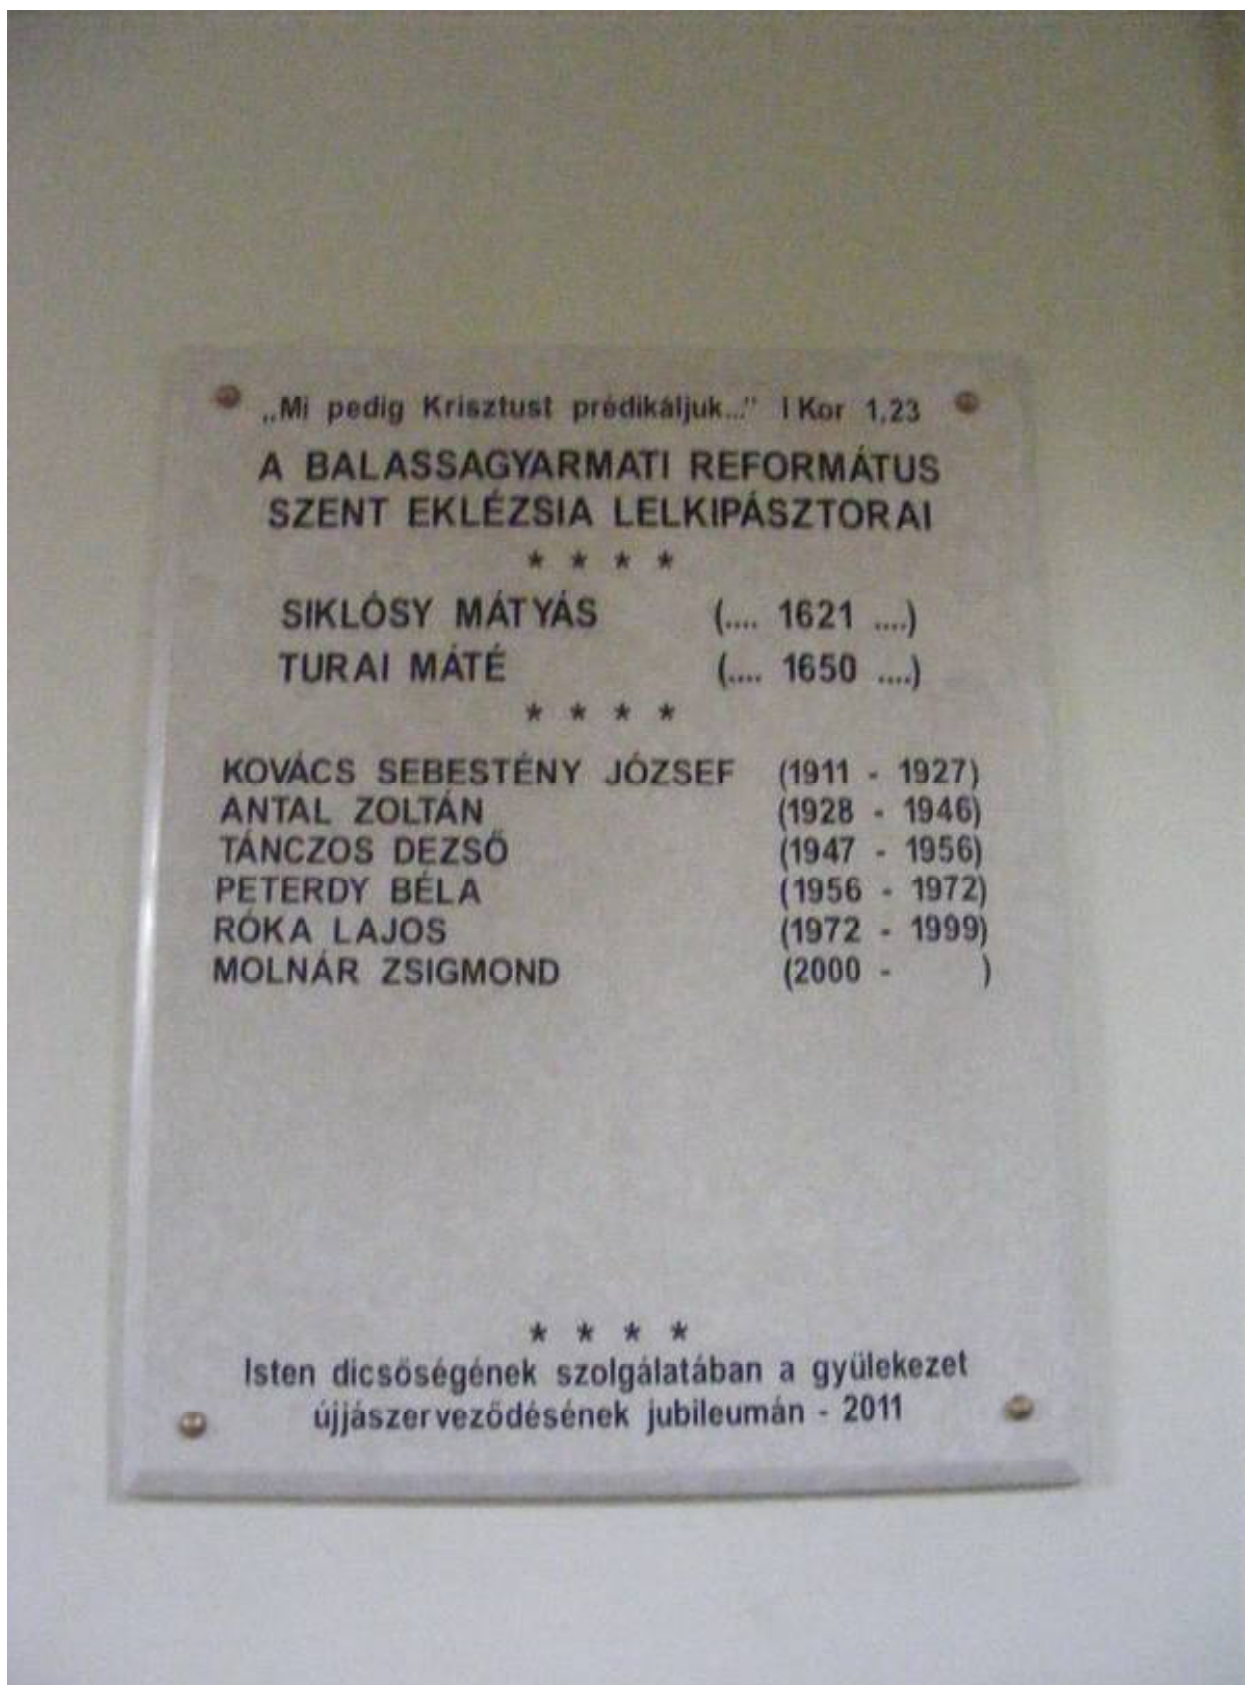 „Mi pedig Krisztust prédikáljuk..." I Kor 1,23
A BALASSAGYARMATI REFORMÁTUS
SZENT EKLÉZSIA LELKIPÁSZTORAI
* * * *
SIKLÓSY MÁTYÁS (.... 1621 ....)
TURAI MÁTÉ (.... 1650 ....)
* * * *
KOVÁCS SEBESTÉNY JÓZSEF (1911 - 1927)
ANTAL ZOLTÁN (1928 - 1946)
TÁNCZOS DEZSŐ (1947 - 1956)
PETERDY BÉLA (1956 - 1972)
RÓKA LAJOS (1972 - 1999)
MOLNÁR ZSIGMOND (2000 - )
* * * *
Isten dicsőségének szolgálatában a gyülekezet
újjászerveződésének jubileumán - 2011